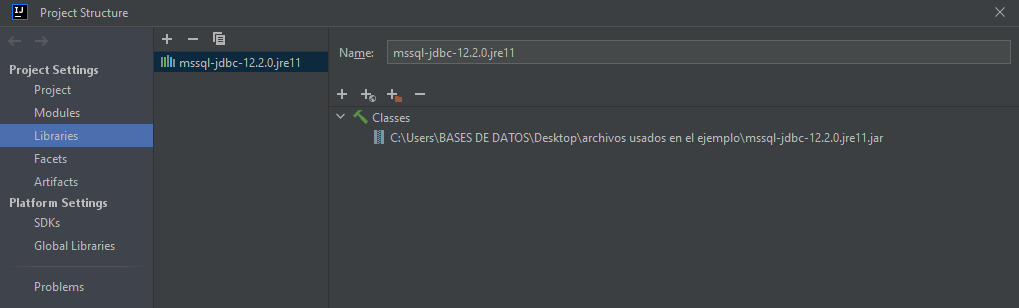 Project Structure
Project Settings
Project
Modules
Libraries
Facets
Artifacts
Platform Settings
SDKs
Global Libraries
Problems
mssql-jdbc-12.2.0.jre11
Name: mssql-jdbc-12.2.0.jre11
Classes
C:\Users\BASES DE DATOS\Desktop\archivos usados en el ejemplo\mssql-jdbc-12.2.0.jre11.jar